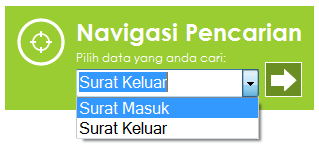 Navigasi Pencarian
Pilih data yang anda cari:
Surat Keluar
Surat Masuk
Surat Keluar